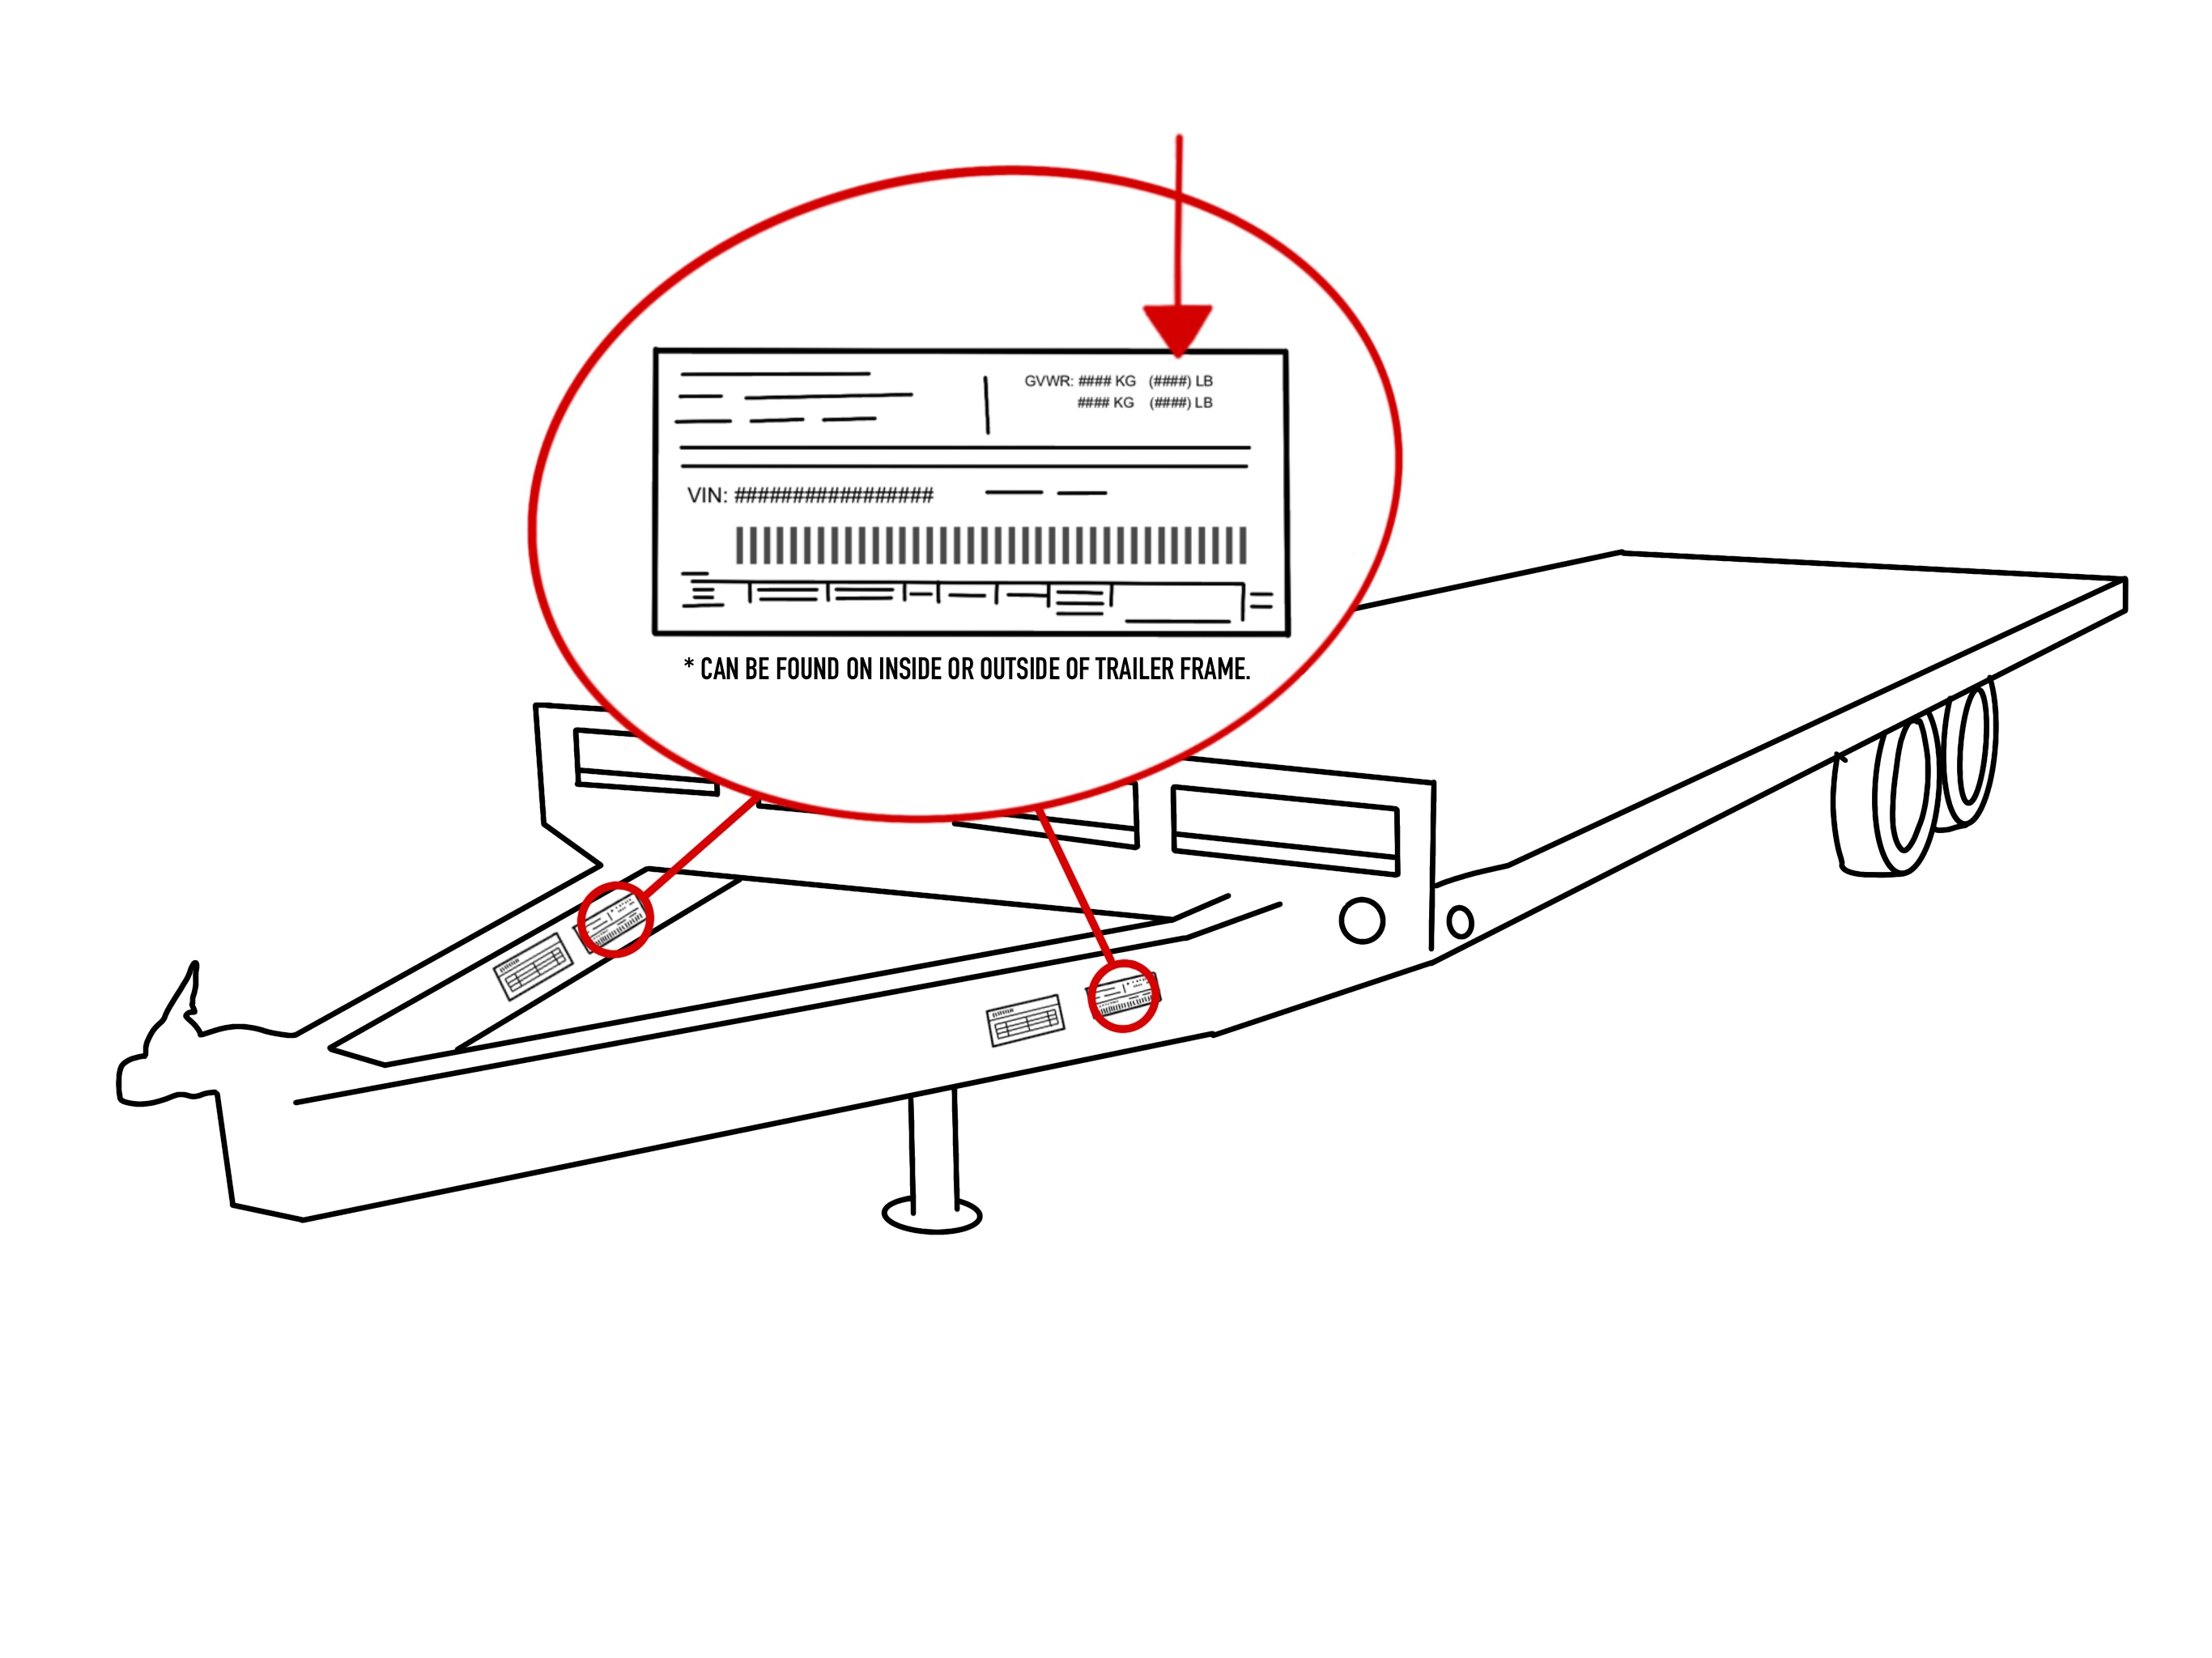 GVWR: #### KG (####) LB
#### KG (####) LB
VIN: #################
* CAN BE FOUND ON INSIDE OR OUTSIDE OF TRAILER FRAME.